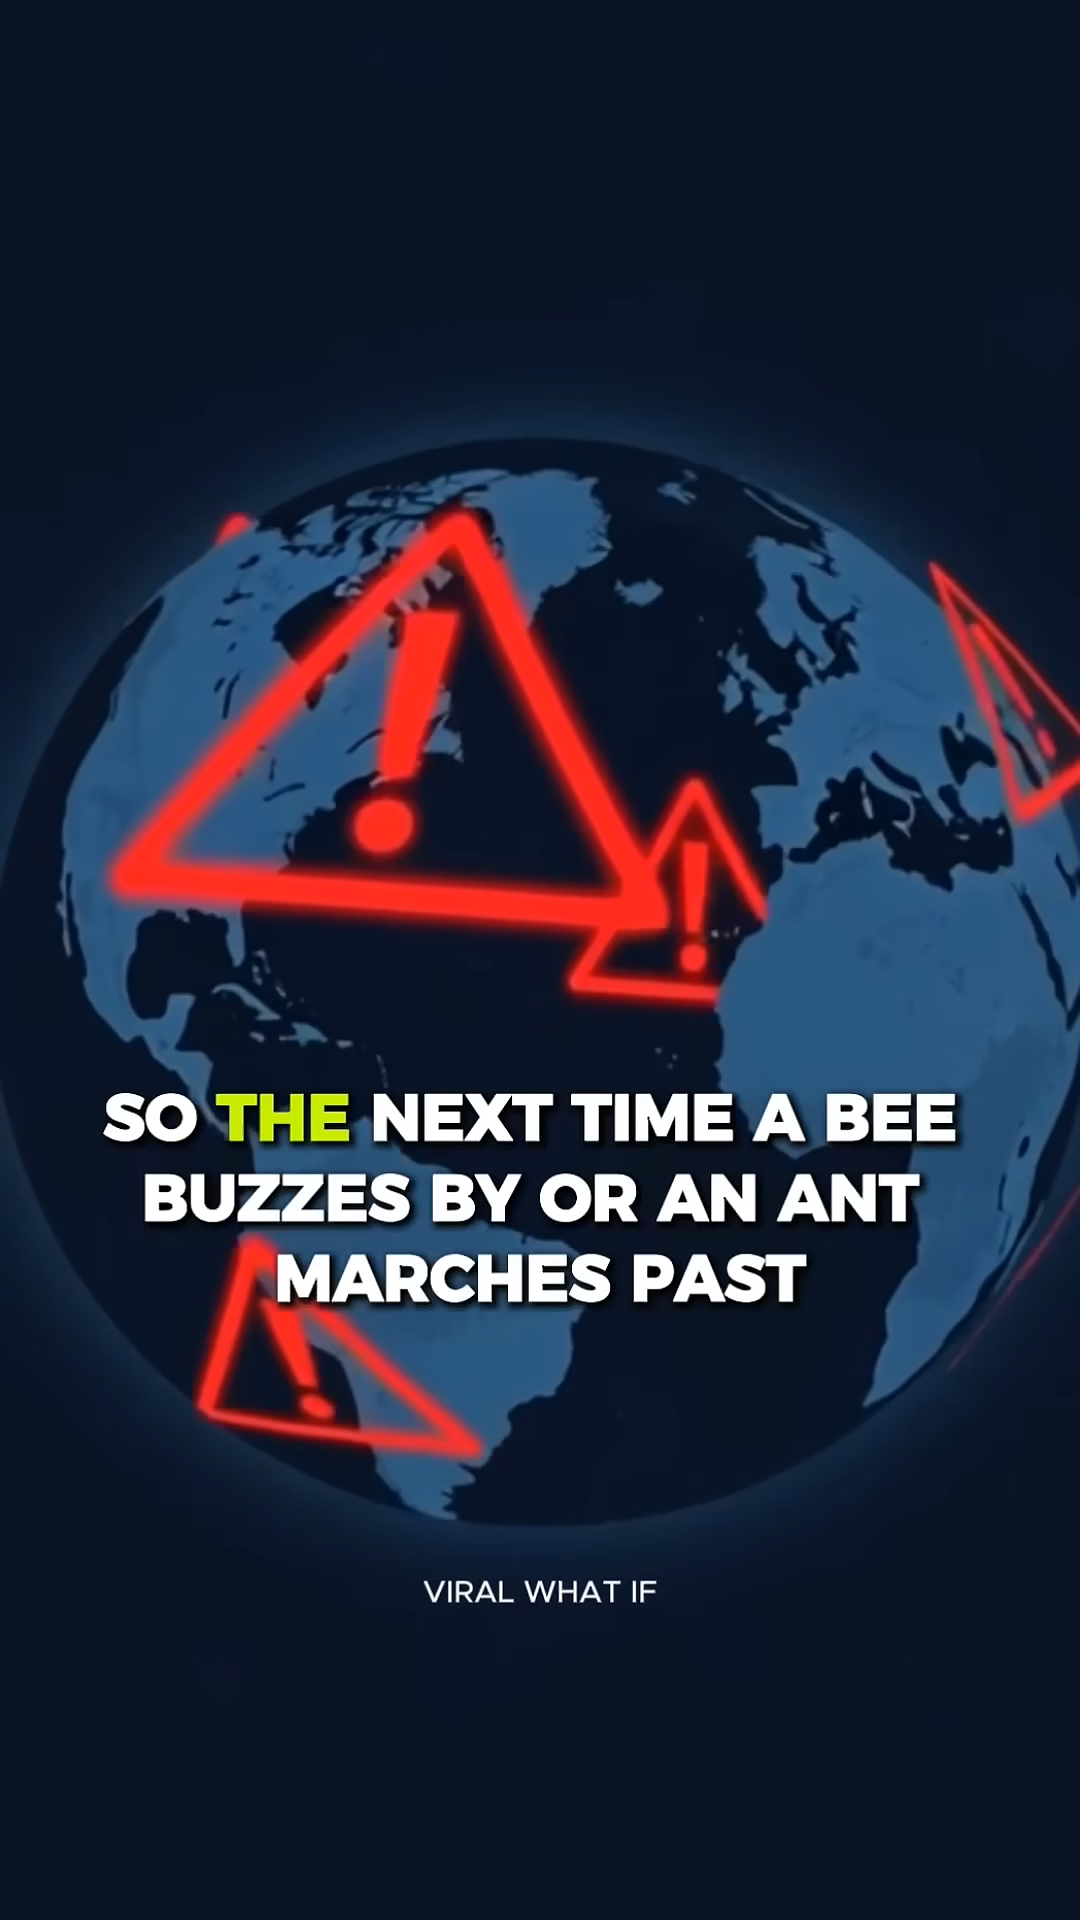 SO THE NEXT TIME A BEE
BUZZES BY OR AN ANT
MARCHES PAST
VIRAL WHAT IF